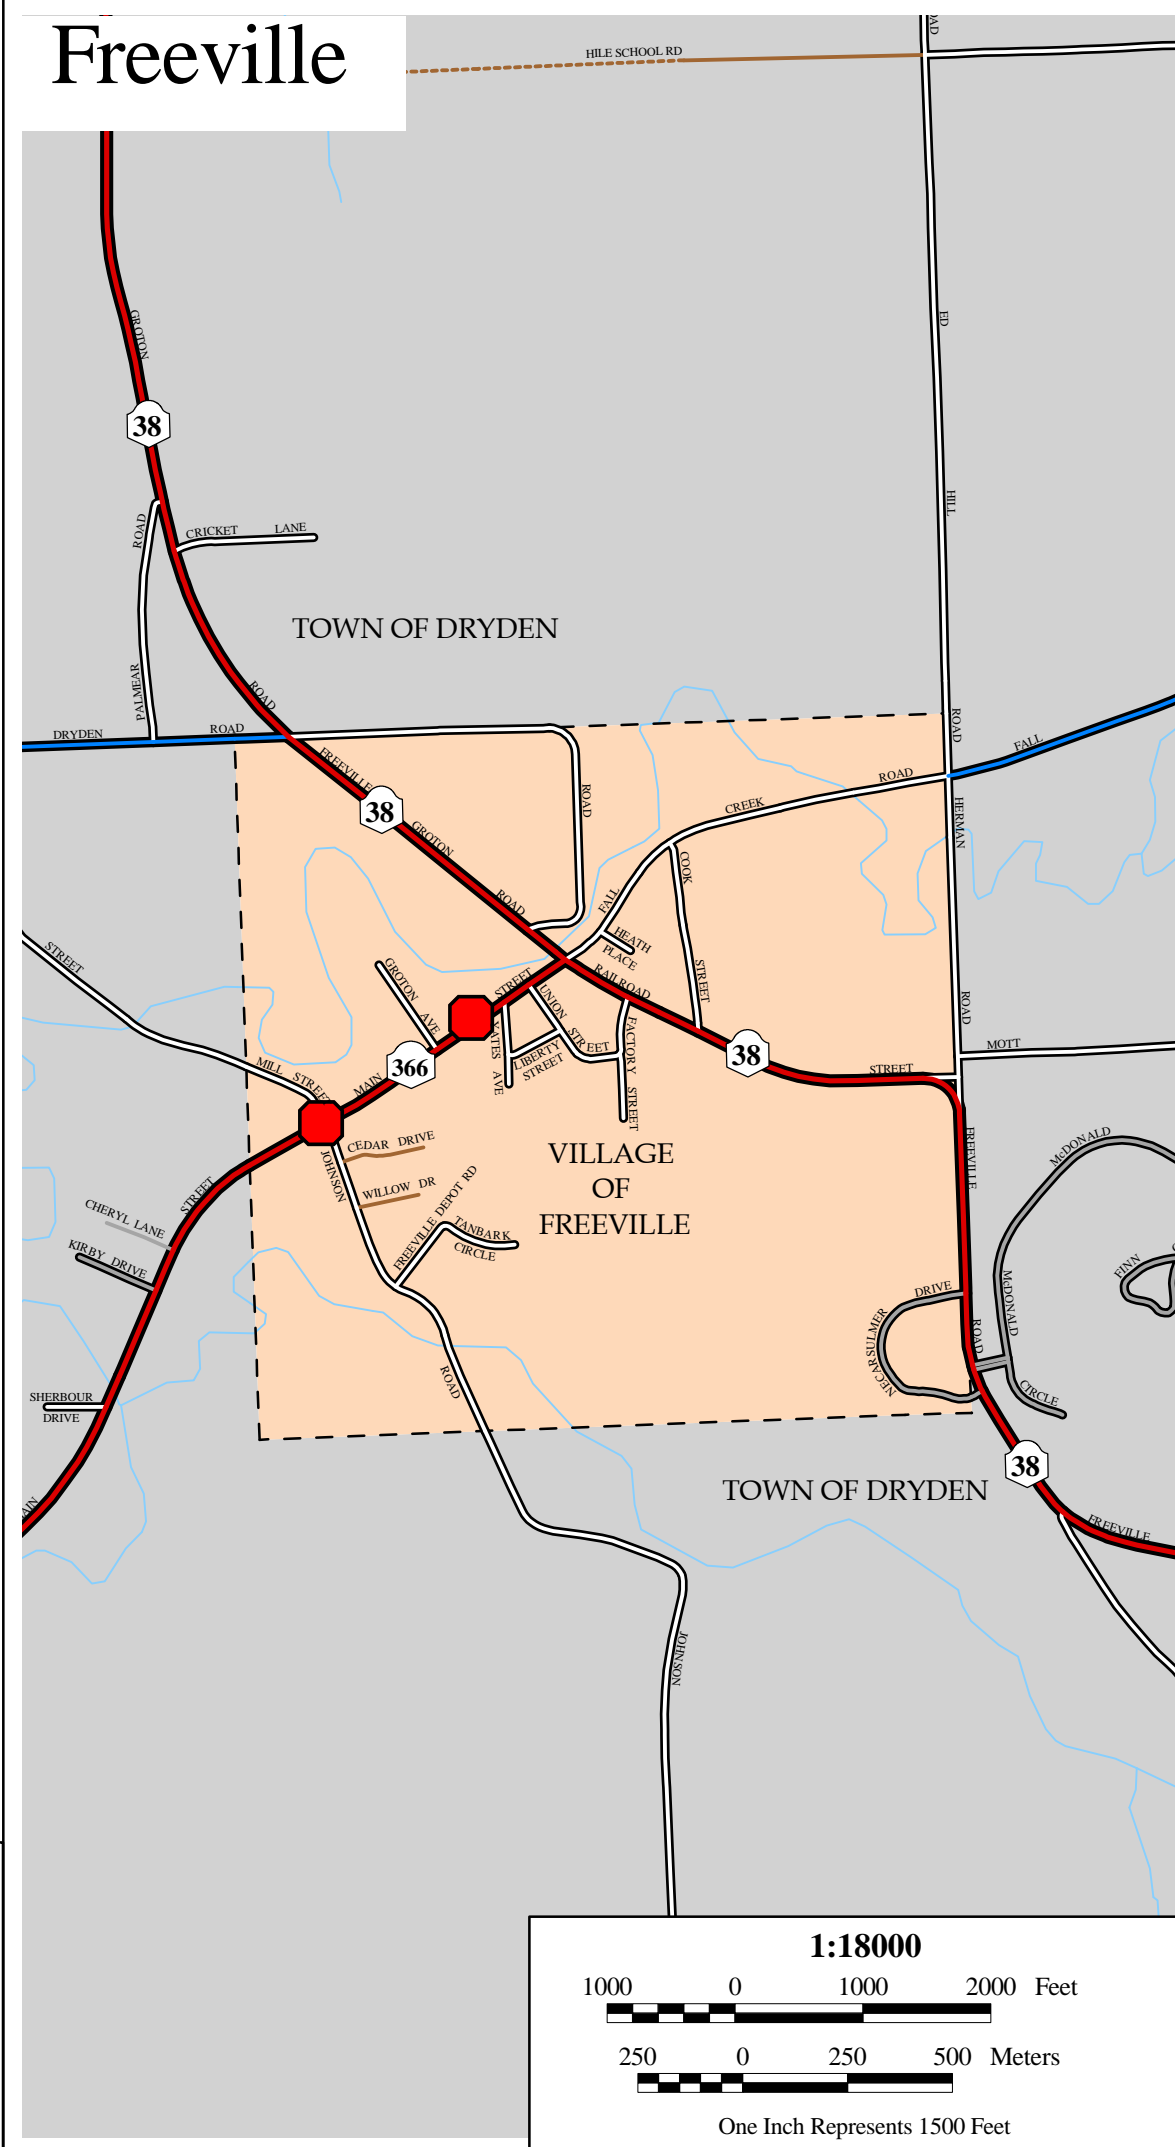 Freeville
HILE SCHOOL RD
OAD
ED
HILL
ROAD
HERMAN
ROAD
GROTON
38
ROAD
PALMEAR
CRICKET LANE
TOWN OF DRYDEN
ROAD
DRYDEN ROAD
FREEVILLE
38
GROTON
ROAD
ROAD
FALL
CREEK
ROAD
FALL
COOK
STREET
HEATH
PLACE
RAILROAD
38
STREET
MOTT
STREET
MILL STREET
GROTON AVE
STREET
MAIN
366
YATES AVE
UNION STREET
LIBERTY
STREET
FACTORY STREET
CEDAR DRIVE
JOHNSON
WILLOW DR
FREEVILLE DEPOT RD
TANBARK
CIRCLE
VILLAGE
OF
FREEVILLE
CHERYL LANE
STREET
KIRBY DRIVE
SHERBOUR
DRIVE
AIN
ROAD
FREEVILLE
McDONALD
McDONALD
FINN
DRIVE
NECARSULMER
ROAD
CIRCLE
38
TOWN OF DRYDEN
FREEVILLE
JOHNSON
1:18000
1000 0 1000 2000 Feet
250 0 250 500 Meters
One Inch Represents 1500 Feet